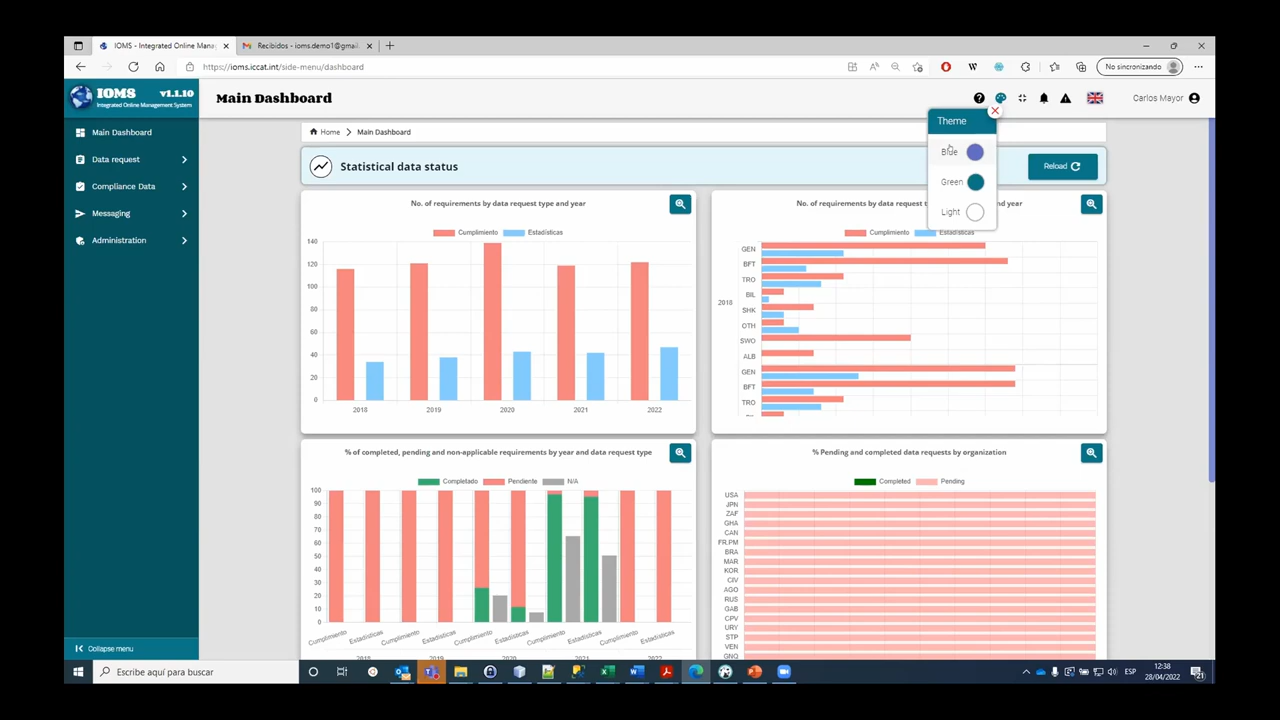 IOMS - Integrated Online Mana
Recibidos - ioms.demo1@gmail.
https://ioms.iccat.int/side-menu/dashboard
No sincronizando
IOMS v1.1.10
Integrated Online Management System
Main Dashboard
Carlos Mayor
Main Dashboard
Data request
Compliance Data
Messaging
Administration
Collapse menu
Home > Main Dashboard
Theme
Blue
Green
Light
Statistical data status
Reload
No. of requirements by data request type and year
Cumplimiento Estadísticas
140
120
100
80
60
40
20
0
2018 2019 2020 2021 2022
No. of requirements by data request t
and year
Cumplimiento Estadísticas
GEN
BFT
TRO
BIL
2018
SHK
OTH
SWO
ALB
GEN
BFT
TRO
% of completed, pending and non-applicable requirements by year and data request type
Completado Pendiente N/A
100
90
80
70
60
50
40
30
20
10
0
Cumplimiento Estadísticas Cumplimiento Estadísticas Cumplimiento Estadísticas Cumplimiento Estadísticas Cumplimiento Estadísticas
2018 2019 2020 2021 2022
% Pending and completed data requests by organization
Completed Pending
USA
JPN
ZAF
GHA
CAN
FR.PM
BRA
MAR
KOR
CIV
AGO
RUS
GAB
CPV
URY
STP
VEN
GNQ
Escribe aquí para buscar
ESP
12:38
28/04/2022
21